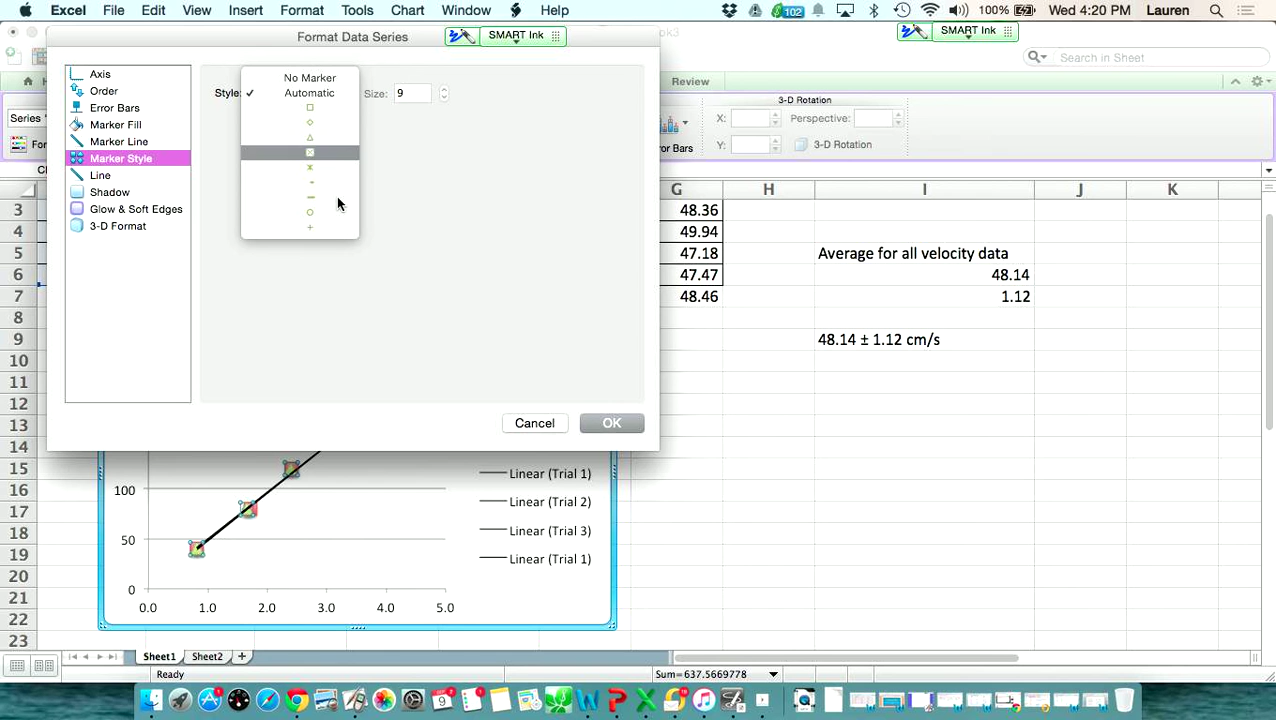 Excel File Edit View Insert Format Tools Chart Window Help 102 100% Wed 4:20 PM Lauren
Format Data Series SMART Ink SMART Ink
Search in Sheet
Review
Axis
Order
Error Bars
Marker Fill
Marker Line
Marker Style
Line
Shadow
Glow & Soft Edges
3-D Format
No Marker
Style: ✓ Automatic Size: 9
Cancel OK
Series
3-D Rotation
X: Perspective:
Y: 3-D Rotation
G H I J K
3 48.36
4 49.94
5 47.18 Average for all velocity data
6 47.47 48.14
7 48.46 1.12
8
9 48.14 ± 1.12 cm/s
10
11
12
13
14
15
16
17
18
19
20
21
22
23
100
50
0
0.0 1.0 2.0 3.0 4.0 5.0
Linear (Trial 1)
Linear (Trial 2)
Linear (Trial 3)
Linear (Trial 1)
Sheet1 Sheet2 +
Ready Sum=637.5669778